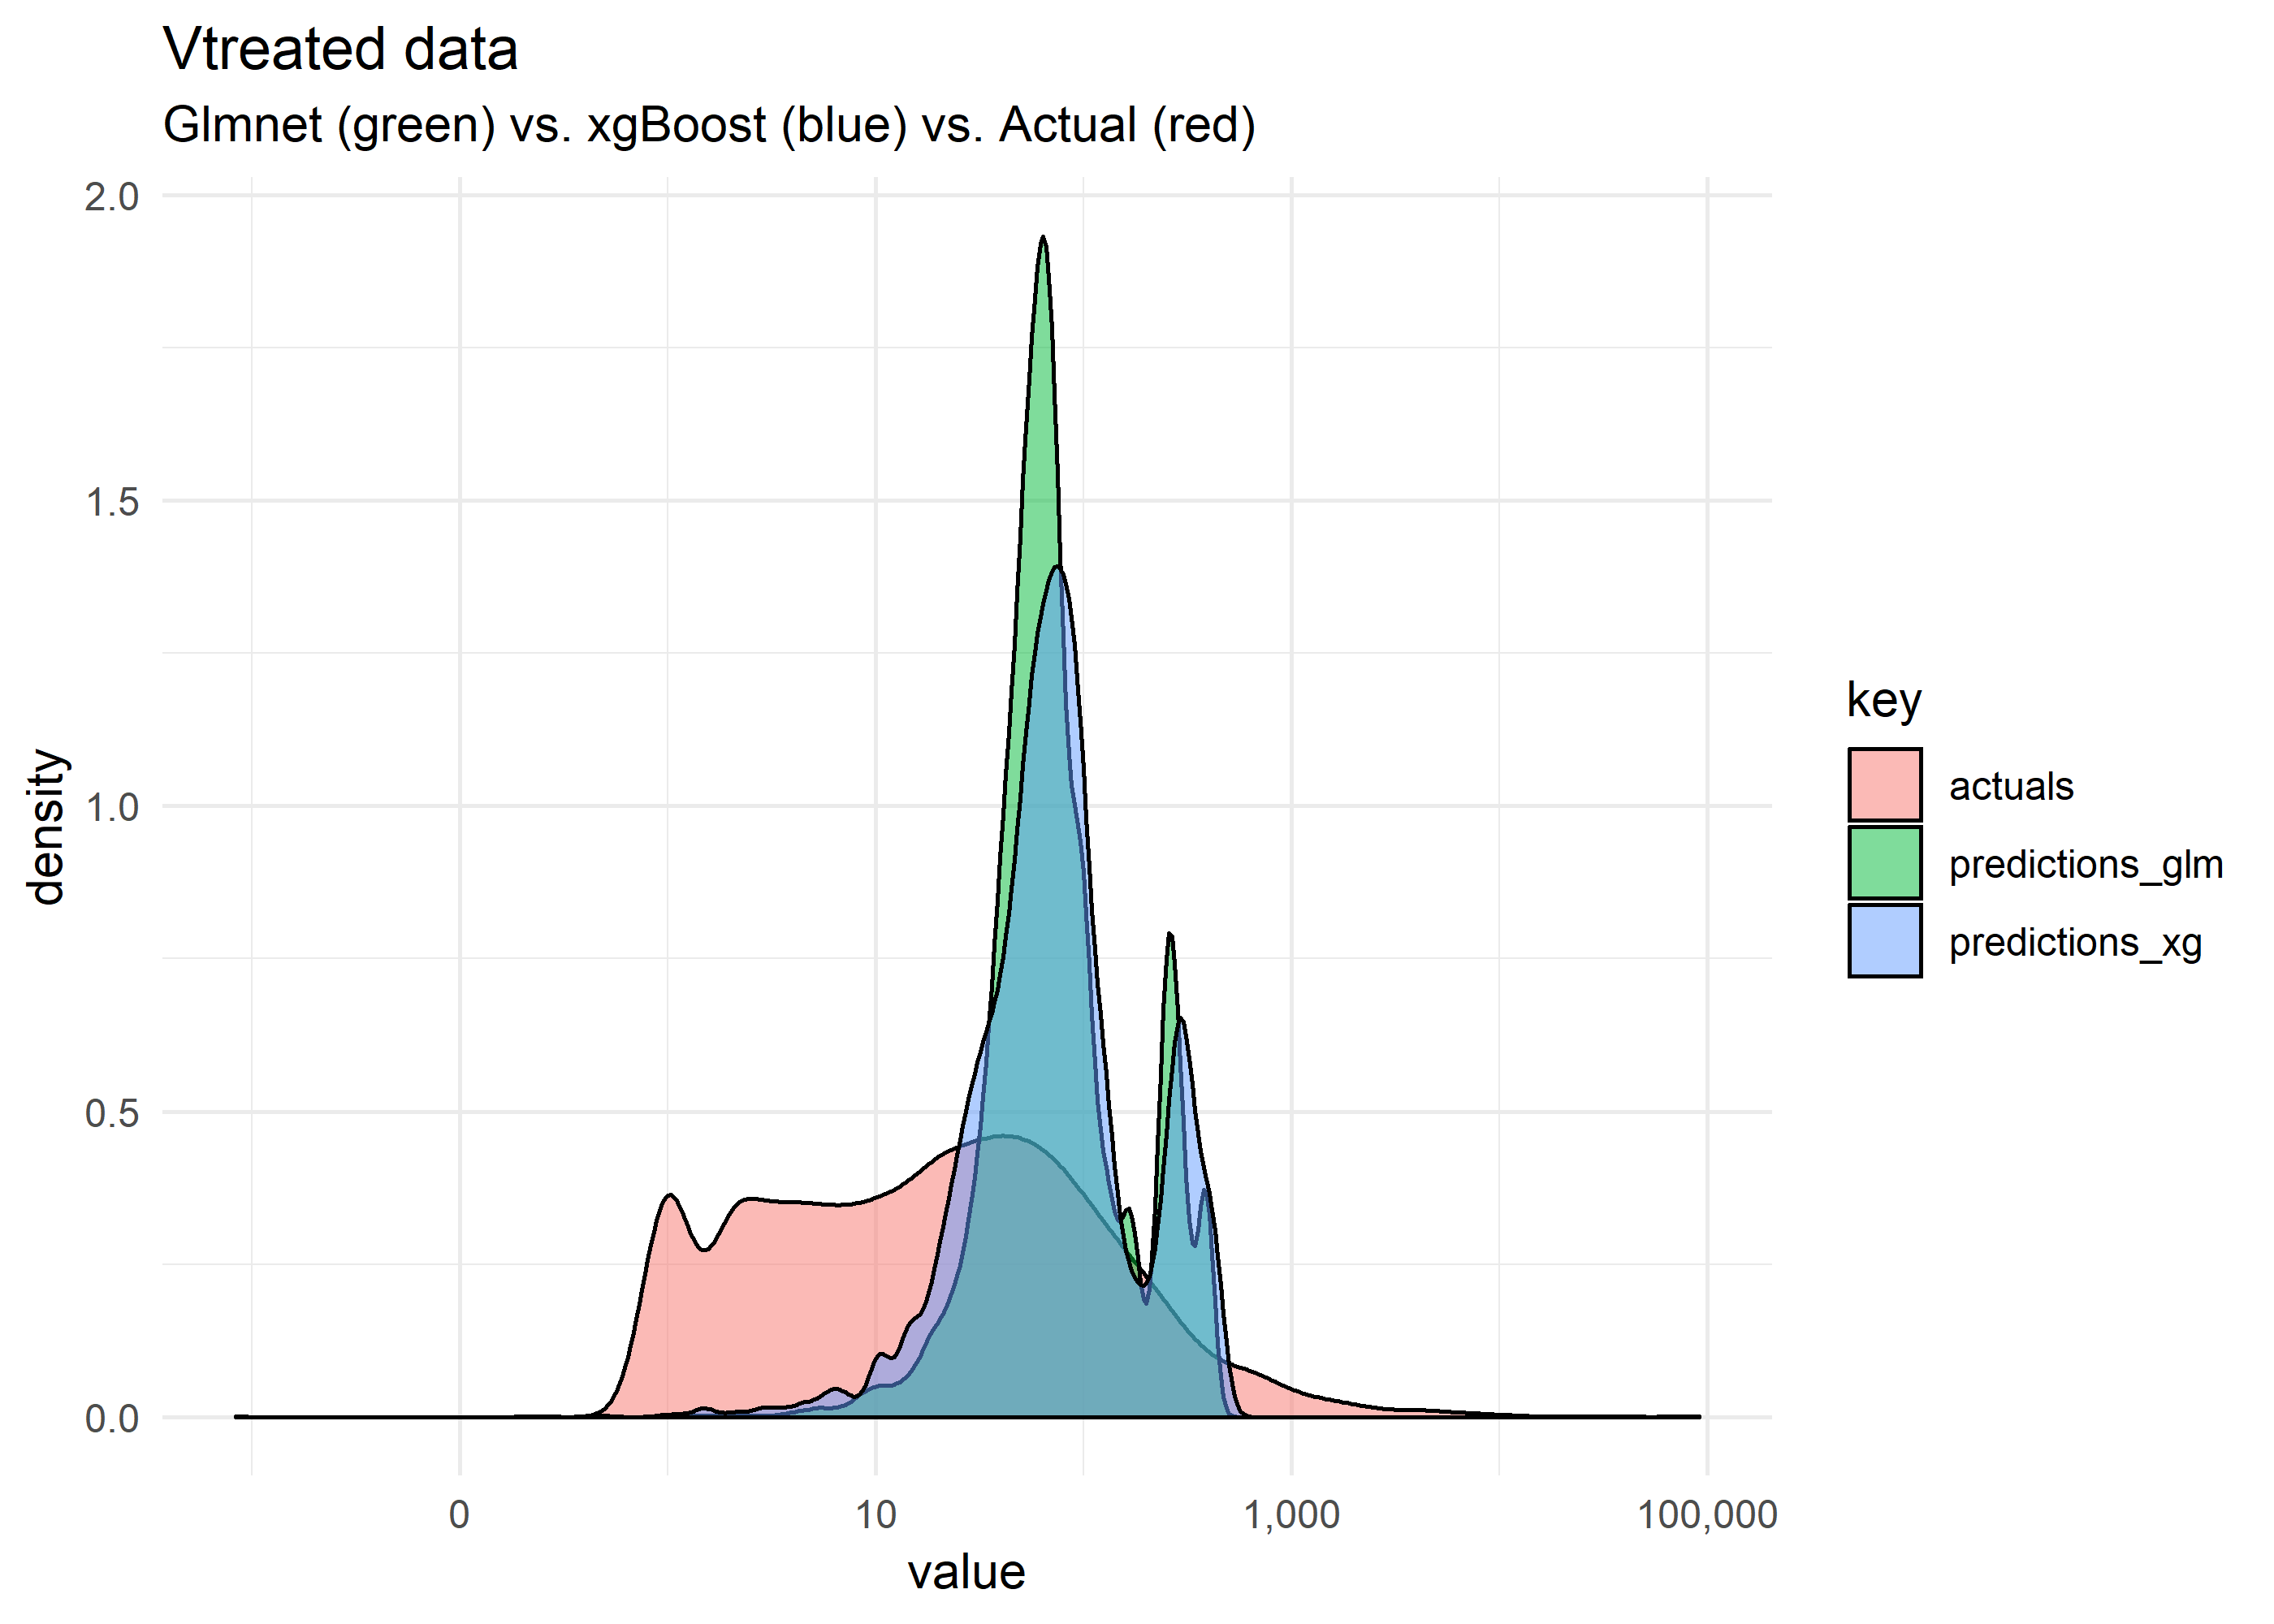 Vtreated data
Glmnet (green) vs. xgBoost (blue) vs. Actual (red)
2.0
1.5
1.0
0.5
0.0
density
0
10
1,000
100,000
value
key
actuals
predictions_glm
predictions_xg